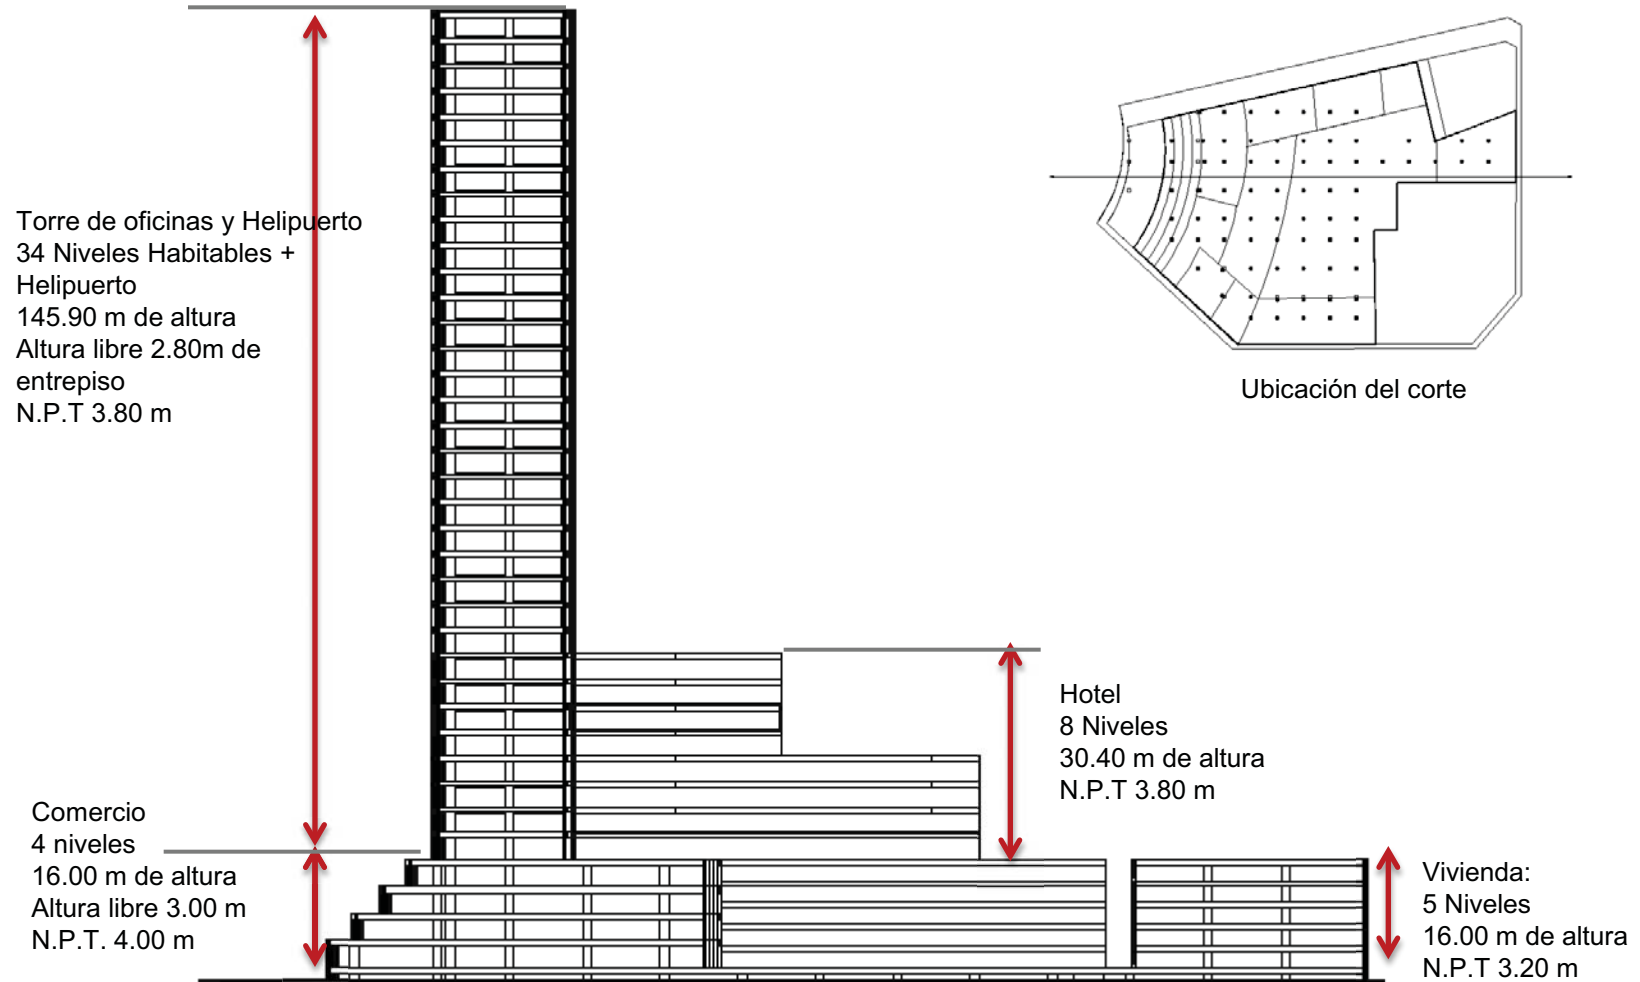 Torre de oficinas y Helipuerto
34 Niveles Habitables +
Helipuerto
145.90 m de altura
Altura libre 2.80m de
entrepiso
N.P.T 3.80 m
Ubicación del corte
Hotel
8 Niveles
30.40 m de altura
N.P.T 3.80 m
Comercio
4 niveles
16.00 m de altura
Altura libre 3.00 m
N.P.T. 4.00 m
Vivienda:
5 Niveles
16.00 m de altura
N.P.T 3.20 m